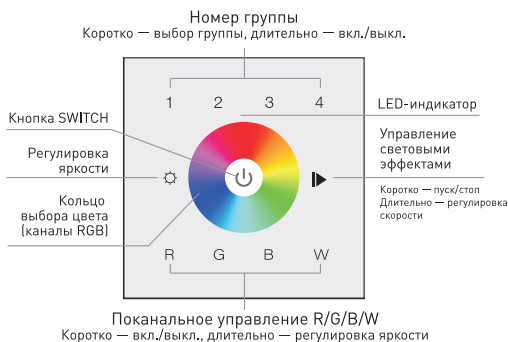 Номер группы
Коротко — выбор группы, длительно — вкл./выкл.
1 2 3 4
Кнопка SWITCH
LED-индикатор
Регулировка
яркости
Управление
световыми
эффектами
Коротко — пуск/стоп
Длительно — регулировка
скорости
Кольцо
выбора цвета
(каналы RGB)
R G B W
Поканальное управление R/G/B/W
Коротко — вкл./выкл., длительно — регулировка яркости